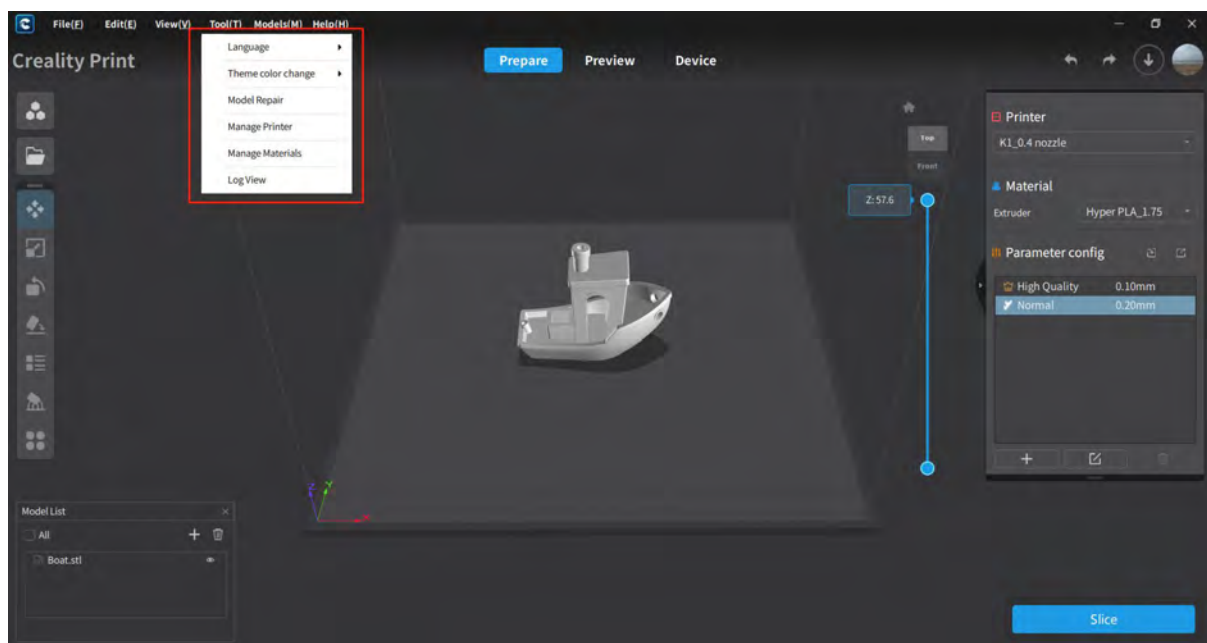 File(F) Edit(E) View(V) Tool(T) Models(M) Help(H)
Creality Print
Prepare Preview Device
Language
Theme color change
Model Repair
Manage Printer
Manage Materials
Log View
Top
Front
Z: 57.6
Printer
K1_0.4 nozzle
Material
Extruder Hyper PLA_1.75
Parameter config
High Quality 0.10mm
Normal 0.20mm
Z Y X
Model List
All
Boat.stl
Slice